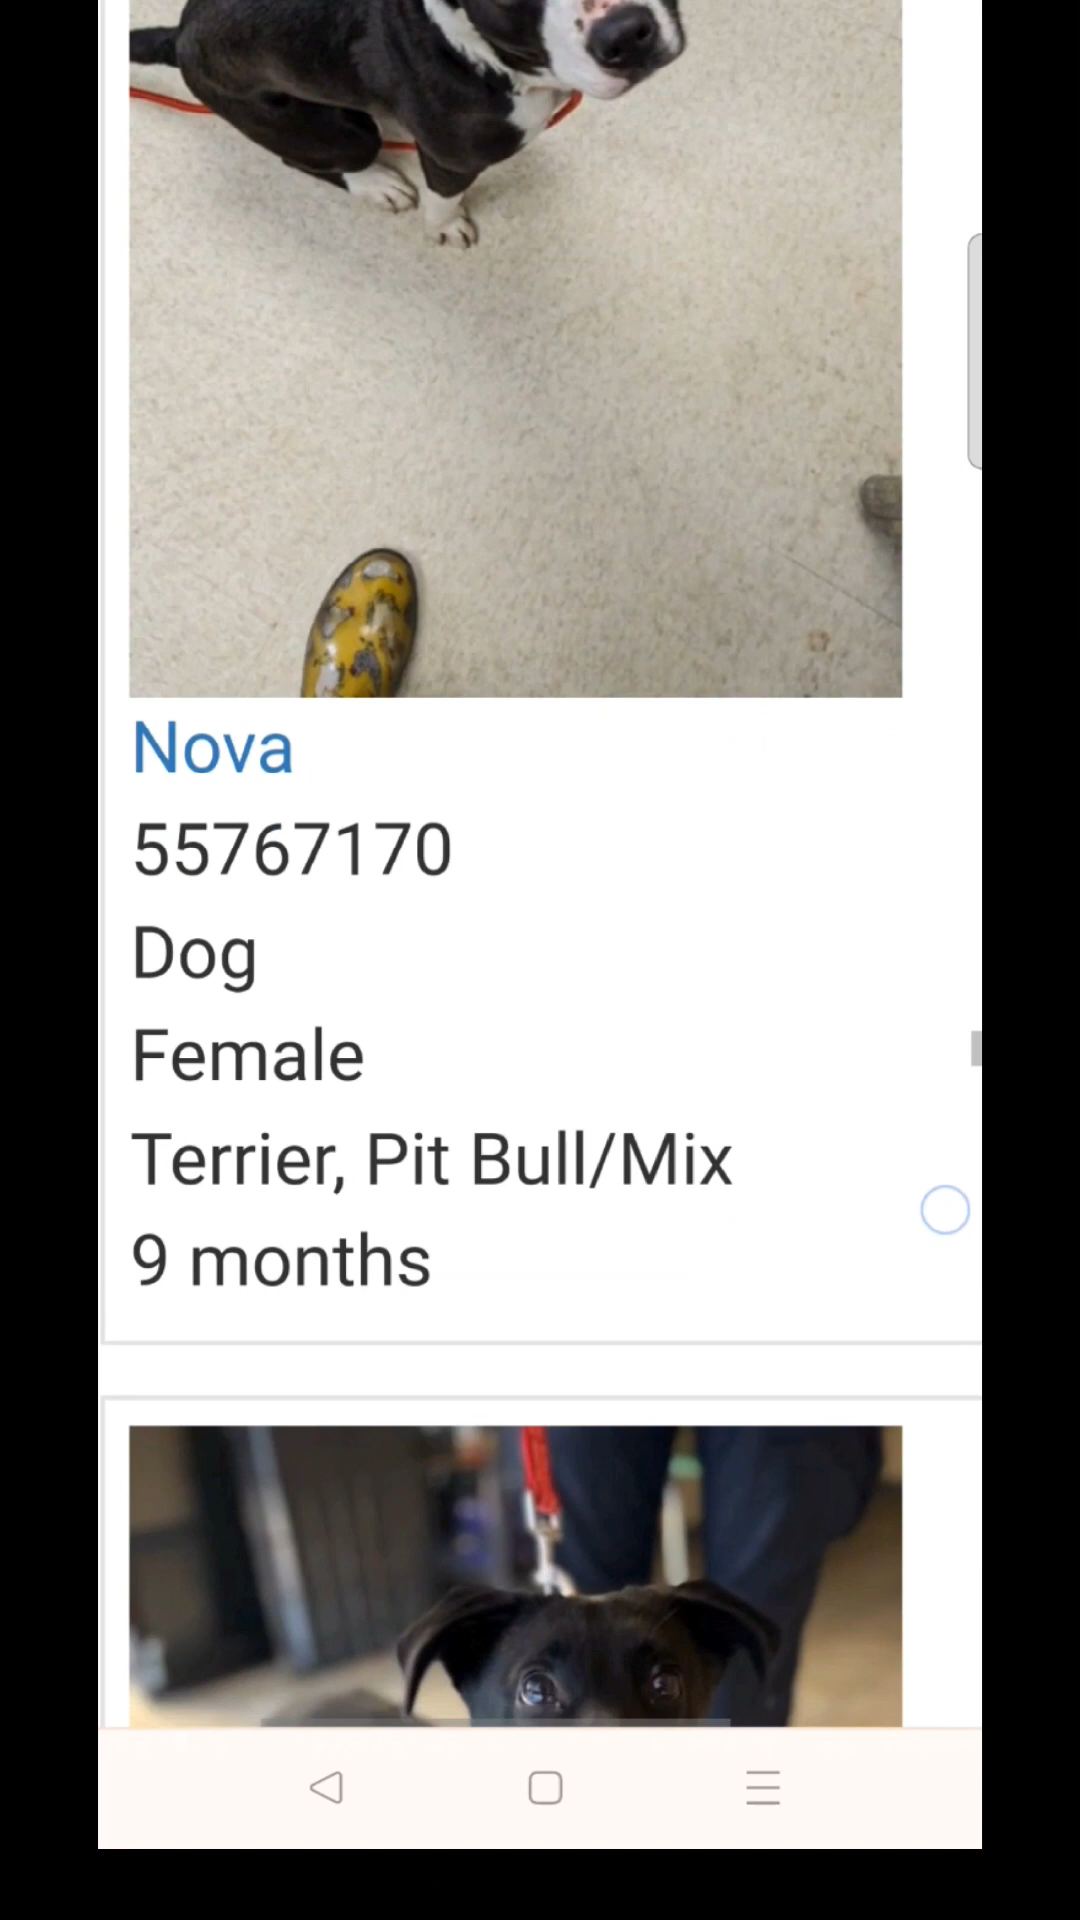 Nova
55767170
Dog
Female
Terrier, Pit Bull/Mix
9 months